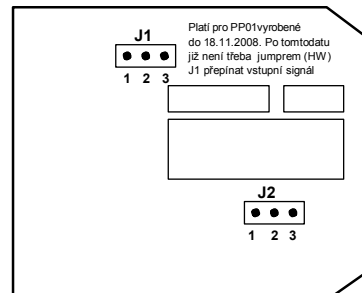 J1
1 2 3
Platí pro PP01vyrobené
do 18.11.2008. Po tomtodatu
již není třeba jumprem (HW)
J1 přepínat vstupní signál
J2
1 2 3